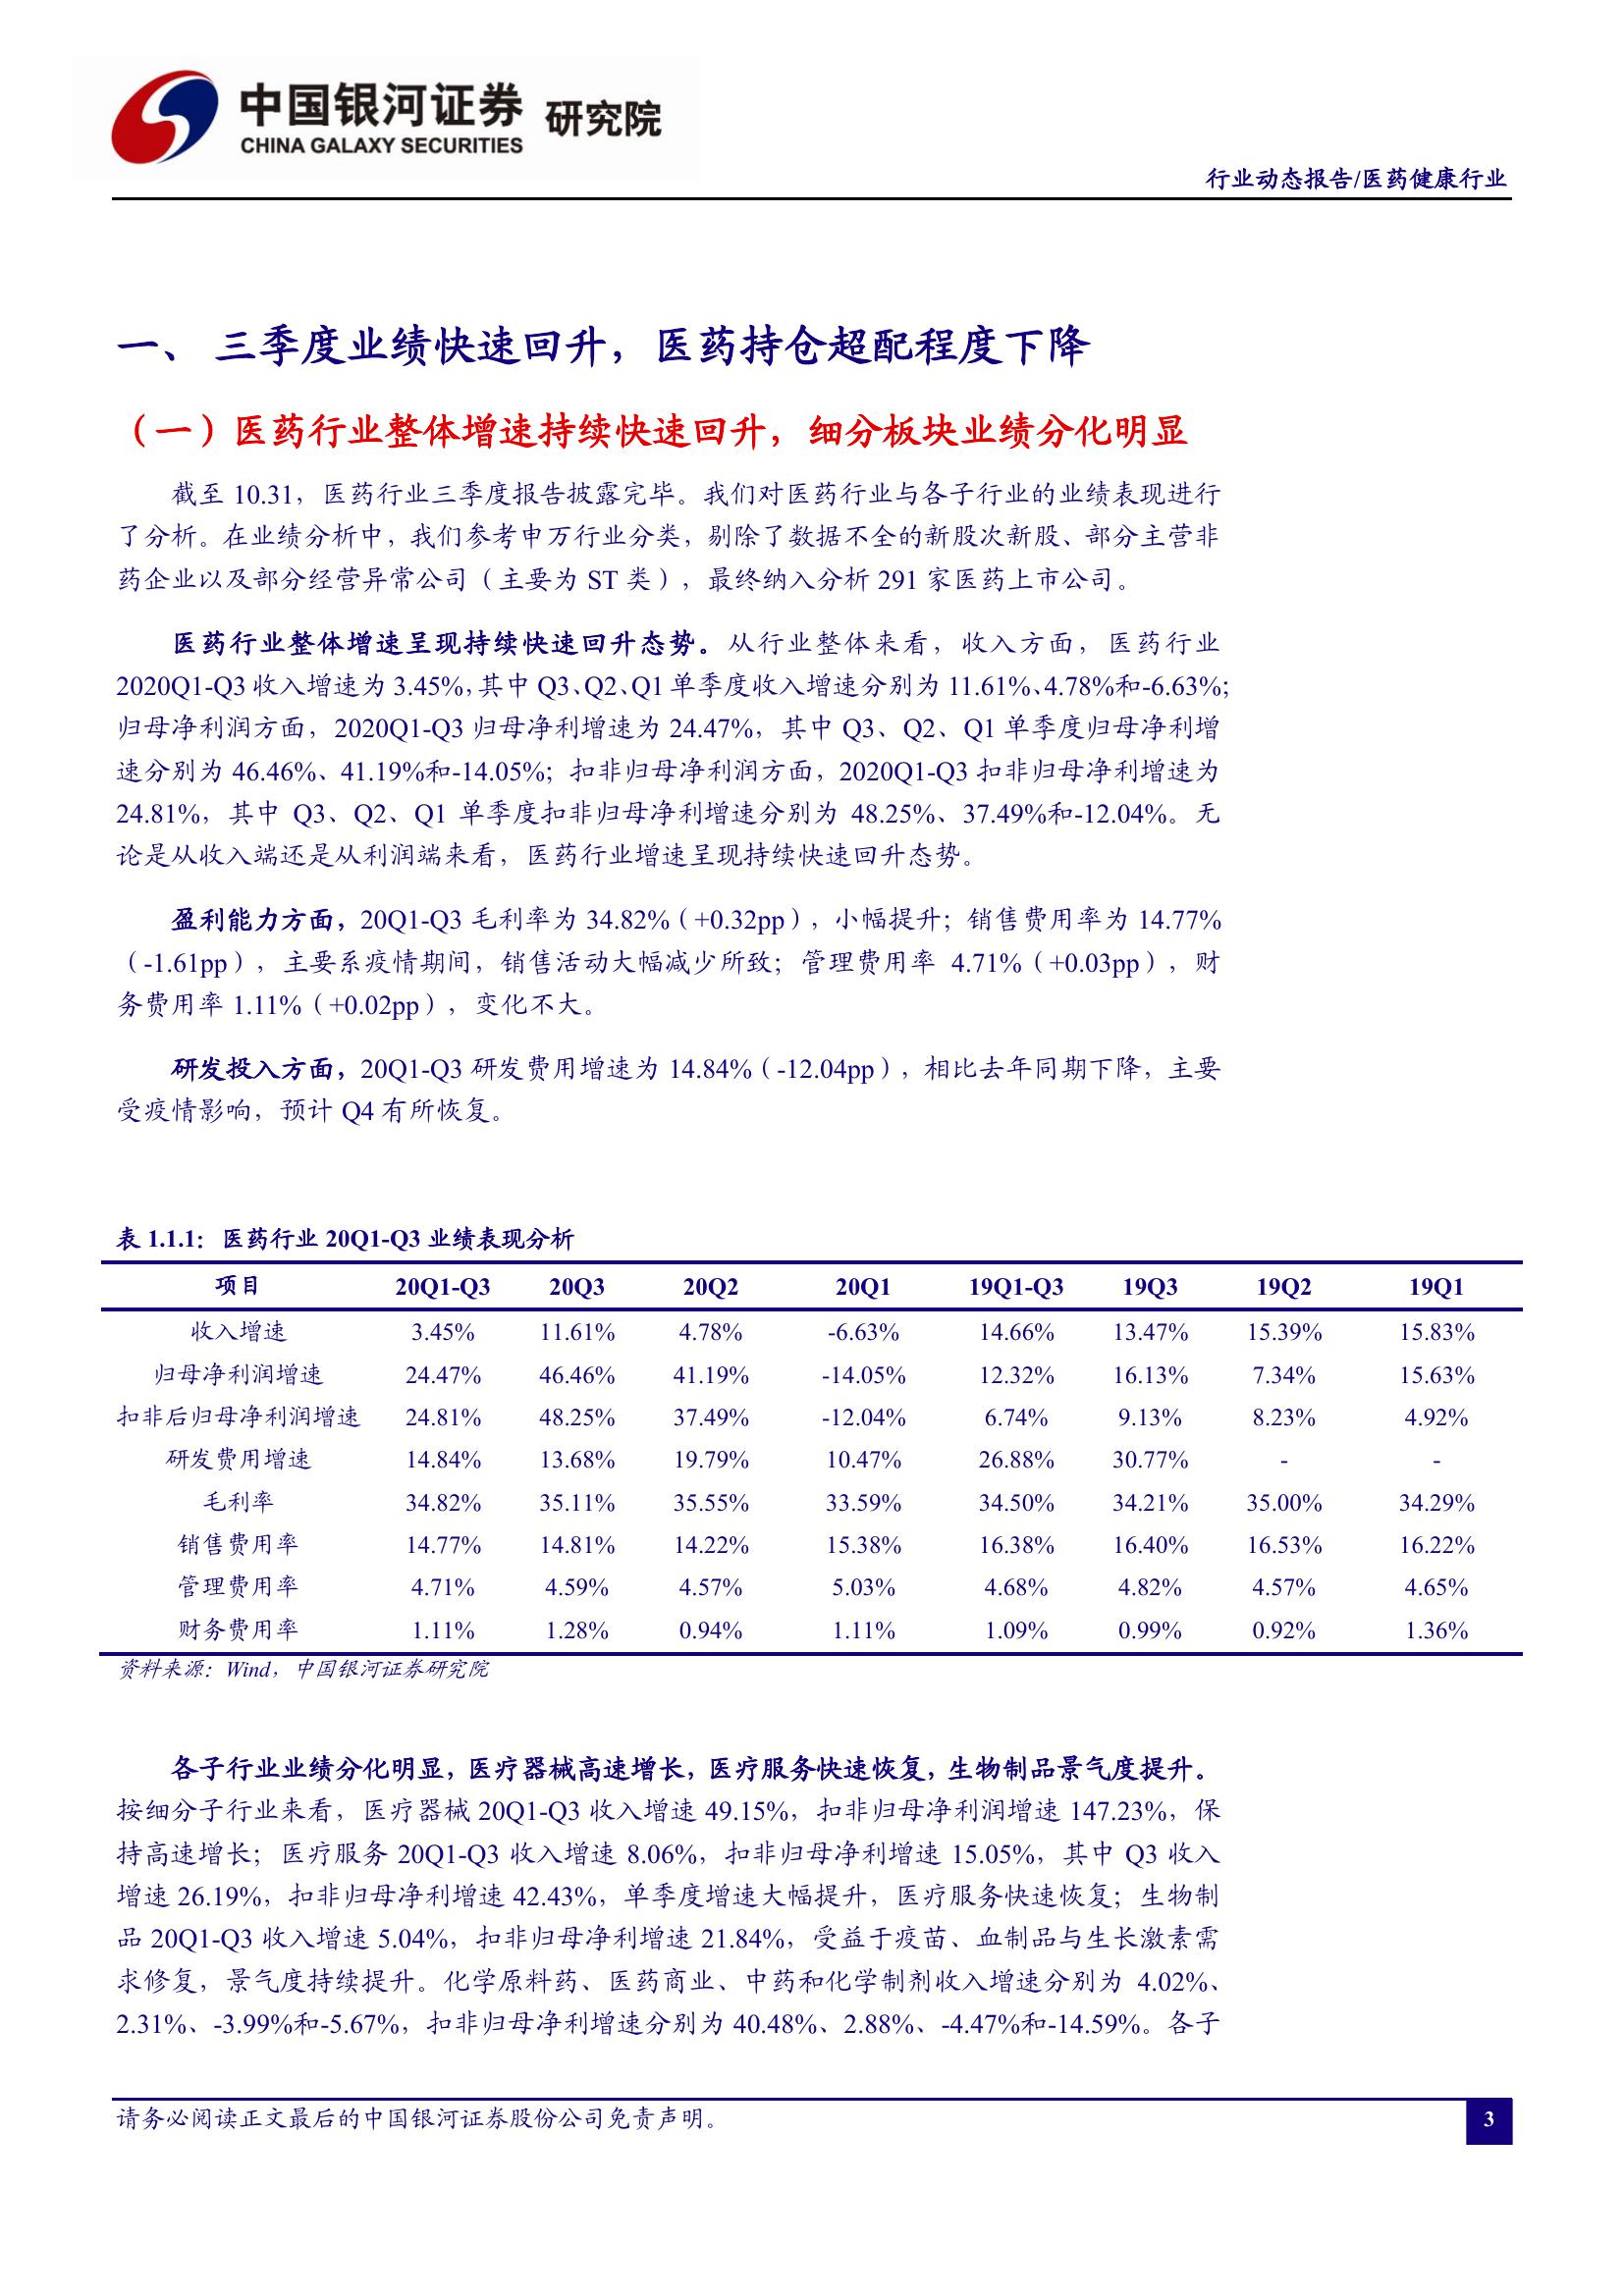 中国银河证券 研究院
CHINA GALAXY SECURITIES
行业动态报告/医药健康行业
一、 三季度业绩快速回升，医药持仓超配程度下降
（一）医药行业整体增速持续快速回升，细分板块业绩分化明显
截至 10.31，医药行业三季度报告披露完毕。我们对医药行业与各子行业的业绩表现进行
了分析。在业绩分析中，我们参考申万行业分类，剔除了数据不全的新股次新股、部分主营非
药企业以及部分经营异常公司（主要为 ST 类），最终纳入分析 291 家医药上市公司。
医药行业整体增速呈现持续快速回升态势。从行业整体来看，收入方面，医药行业
2020Q1-Q3 收入增速为 3.45%，其中 Q3、Q2、Q1 单季度收入增速分别为 11.61%、4.78%和-6.63%；
归母净利润方面，2020Q1-Q3 归母净利增速为 24.47%，其中 Q3、Q2、Q1 单季度归母净利增
速分别为 46.46%、41.19%和-14.05%；扣非归母净利润方面，2020Q1-Q3 扣非归母净利增速为
24.81%，其中 Q3、Q2、Q1 单季度扣非归母净利增速分别为 48.25%、37.49%和-12.04%。无
论是从收入端还是从利润端来看，医药行业增速呈现持续快速回升态势。
盈利能力方面，20Q1-Q3 毛利率为 34.82%（+0.32pp），小幅提升；销售费用率为 14.77%
（-1.61pp），主要系疫情期间，销售活动大幅减少所致；管理费用率 4.71%（+0.03pp），财
务费用率 1.11%（+0.02pp），变化不大。
研发投入方面，20Q1-Q3 研发费用增速为 14.84%（-12.04pp），相比去年同期下降，主要
受疫情影响，预计 Q4 有所恢复。
表 1.1.1：医药行业 20Q1-Q3 业绩表现分析
项目 20Q1-Q3 20Q3 20Q2 20Q1 19Q1-Q3 19Q3 19Q2 19Q1
收入增速 3.45% 11.61% 4.78% -6.63% 14.66% 13.47% 15.39% 15.83%
归母净利润增速 24.47% 46.46% 41.19% -14.05% 12.32% 16.13% 7.34% 15.63%
扣非后归母净利润增速 24.81% 48.25% 37.49% -12.04% 6.74% 9.13% 8.23% 4.92%
研发费用增速 14.84% 13.68% 19.79% 10.47% 26.88% 30.77% - -
毛利率 34.82% 35.11% 35.55% 33.59% 34.50% 34.21% 35.00% 34.29%
销售费用率 14.77% 14.81% 14.22% 15.38% 16.38% 16.40% 16.53% 16.22%
管理费用率 4.71% 4.59% 4.57% 5.03% 4.68% 4.82% 4.57% 4.65%
财务费用率 1.11% 1.28% 0.94% 1.11% 1.09% 0.99% 0.92% 1.36%
资料来源：Wind，中国银河证券研究院
各子行业业绩分化明显，医疗器械高速增长，医疗服务快速恢复，生物制品景气度提升。
按细分子行业来看，医疗器械 20Q1-Q3 收入增速 49.15%，扣非归母净利润增速 147.23%，保
持高速增长；医疗服务 20Q1-Q3 收入增速 8.06%，扣非归母净利增速 15.05%，其中 Q3 收入
增速 26.19%，扣非归母净利增速 42.43%，单季度增速大幅提升，医疗服务快速恢复；生物制
品 20Q1-Q3 收入增速 5.04%，扣非归母净利增速 21.84%，受益于疫苗、血制品与生长激素需
求修复，景气度持续提升。化学原料药、医药商业、中药和化学制剂收入增速分别为 4.02%、
2.31%、-3.99%和-5.67%，扣非归母净利增速分别为 40.48%、2.88%、-4.47%和-14.59%。各子
请务必阅读正文最后的中国银河证券股份公司免责声明。
3